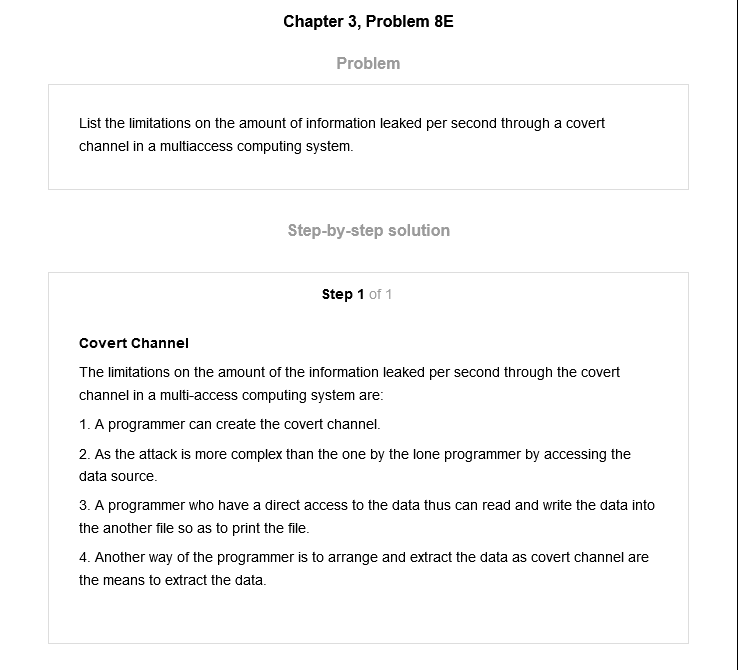 Chapter 3, Problem 8E
Problem
List the limitations on the amount of information leaked per second through a covert
channel in a multiaccess computing system.
Step-by-step solution
Step 1 of 1
Covert Channel
The limitations on the amount of the information leaked per second through the covert
channel in a multi-access computing system are:
1. A programmer can create the covert channel.
2. As the attack is more complex than the one by the lone programmer by accessing the
data source.
3. A programmer who have a direct access to the data thus can read and write the data into
the another file so as to print the file.
4. Another way of the programmer is to arrange and extract the data as covert channel are
the means to extract the data.